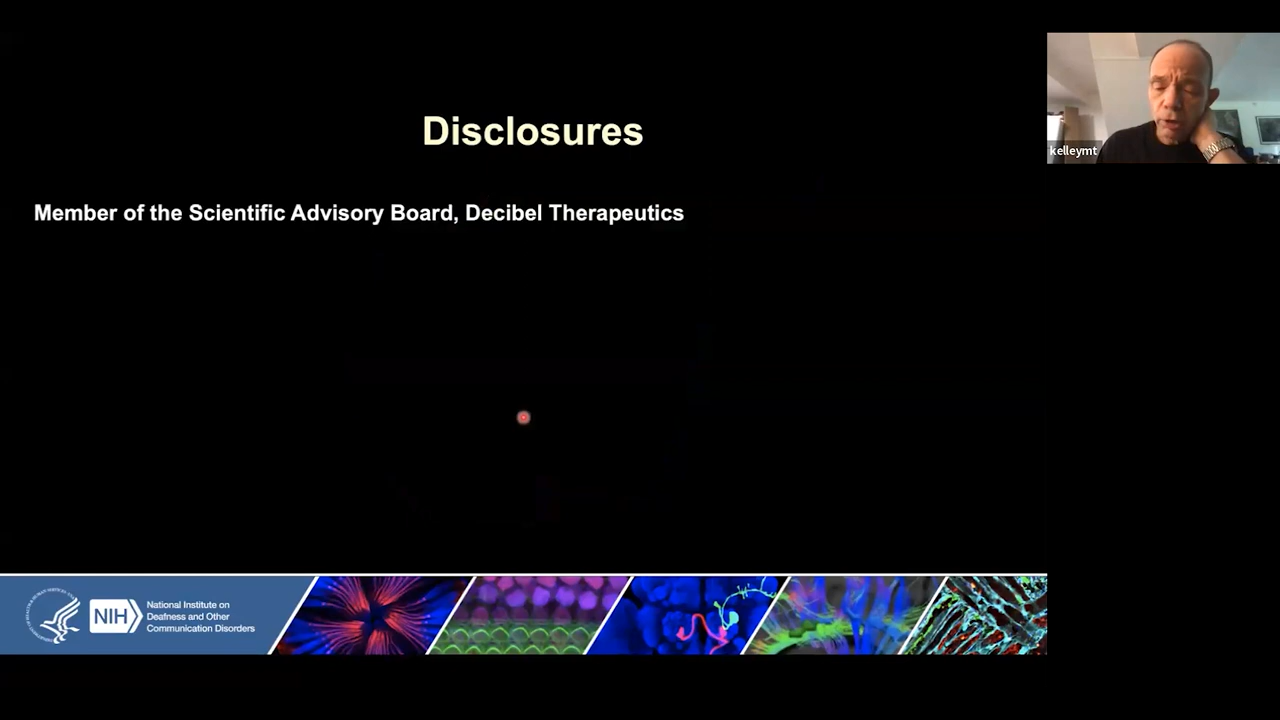 Disclosures
kelleymt
Member of the Scientific Advisory Board, Decibel Therapeutics
NIH
National Institute on
Deafness and Other
Communication Disorders